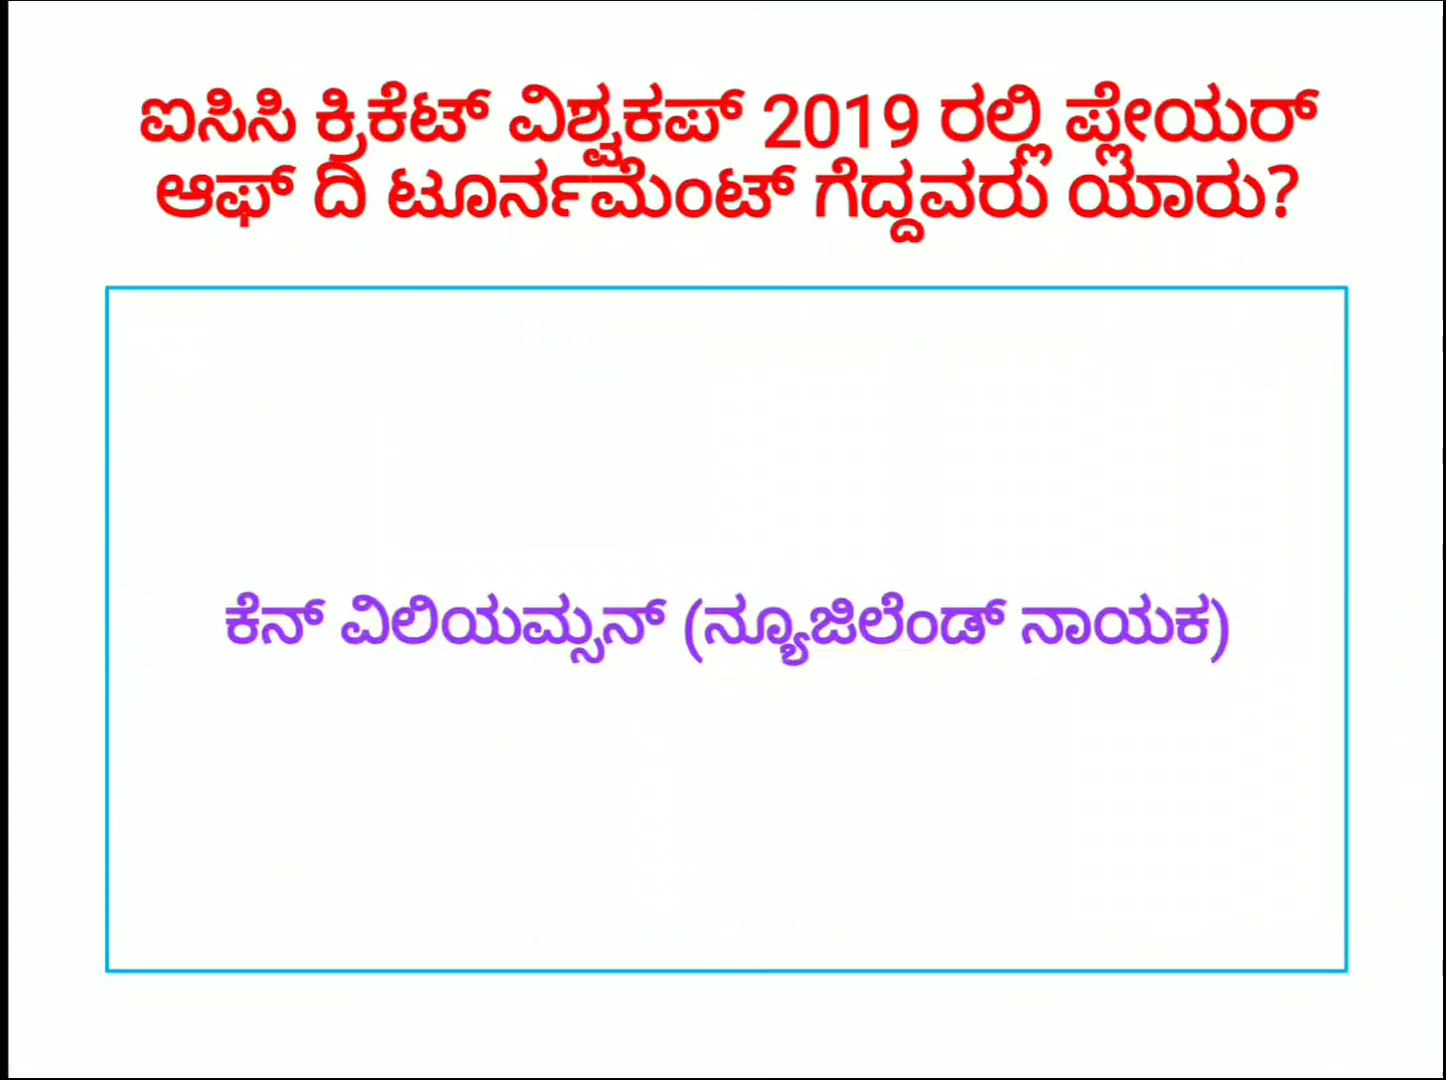 ಐಸಿಸಿ ಕ್ರಿಕೆಟ್ ವಿಶ್ವಕಪ್ 2019 ರಲ್ಲಿ ಪ್ಲೇಯರ್
ಆಫ್ ದಿ ಟೂರ್ನಮೆಂಟ್ ಗೆದ್ದವರು ಯಾರು?
ಕೆನ್ ವಿಲಿಯಮ್ಸನ್ (ನ್ಯೂಜಿಲೆಂಡ್ ನಾಯಕ)